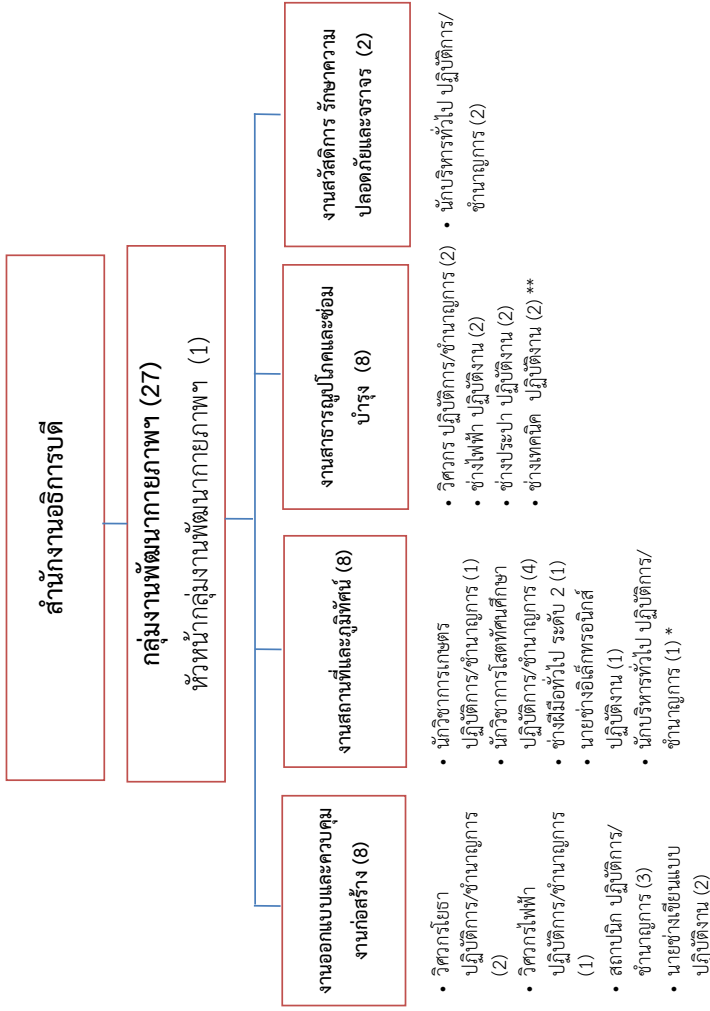 สำนักงานอธิการบดี
กลุ่มงานพัฒนากายภาพฯ (27)
หัวหน้ากลุ่มงานพัฒนากายภาพฯ (1)
งานออกแบบและควบคุม
งานก่อสร้าง (8)
• วิศวกรโยธา
ปฏิบัติการ/ชำนาญการ
(2)
• วิศวกรไฟฟ้า
ปฏิบัติการ/ชำนาญการ
(1)
• สถาปนิก ปฏิบัติการ/
ชำนาญการ (3)
• นายช่างเขียนแบบ
ปฏิบัติงาน (2)
งานสถานที่และภูมิทัศน์ (8)
• นักวิชาการเกษตร
ปฏิบัติการ/ชำนาญการ (1)
• นักวิชาการโสตทัศนศึกษา
ปฏิบัติการ/ชำนาญการ (4)
• ช่างฝีมือทั่วไป ระดับ 2 (1)
• นายช่างอิเล็กทรอนิกส์
ปฏิบัติงาน (1)
• นักบริหารทั่วไป ปฏิบัติการ/
ชำนาญการ (1) *
งานสาธารณูปโภคและซ่อม
บำรุง (8)
• วิศวกร ปฏิบัติการ/ชำนาญการ (2)
• ช่างไฟฟ้า ปฏิบัติงาน (2)
• ช่างประปา ปฏิบัติงาน (2)
• ช่างเทคนิค ปฏิบัติงาน (2) **
งานสวัสดิการ รักษาความ
ปลอดภัยและจราจร (2)
• นักบริหารทั่วไป ปฏิบัติการ/
ชำนาญการ (2)